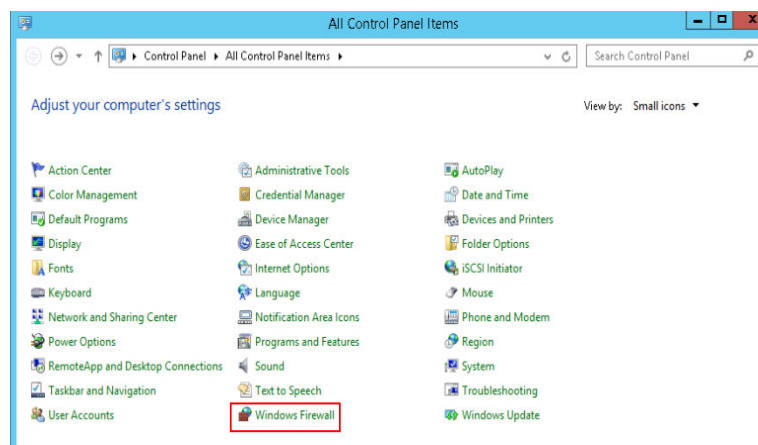 All Control Panel Items
Control Panel All Control Panel Items Search Control Panel
Adjust your computer's settings View by: Small icons
Action Center Administrative Tools AutoPlay
Color Management Credential Manager Date and Time
Default Programs Device Manager Devices and Printers
Display Ease of Access Center Folder Options
Fonts Internet Options iSCSI Initiator
Keyboard Language Mouse
Network and Sharing Center Notification Area Icons Phone and Modem
Power Options Programs and Features Region
RemoteApp and Desktop Connections Sound System
Taskbar and Navigation Text to Speech Troubleshooting
User Accounts Windows Firewall Windows Update